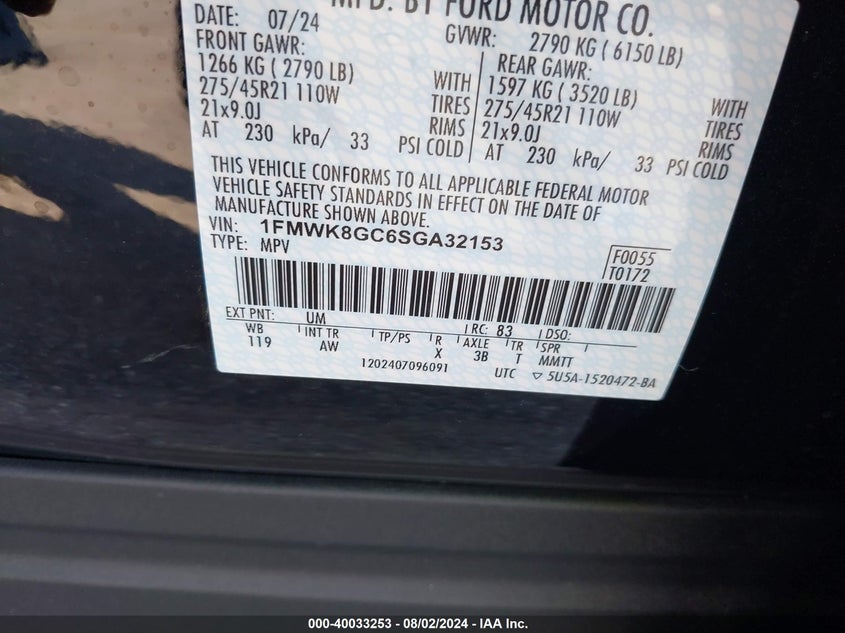 MFD. BY FORD MOTOR CO.
DATE: 07/24 GVWR: 2790 KG ( 6150 LB)
FRONT GAWR: REAR GAWR:
1266 KG ( 2790 LB) WITH 1597 KG ( 3520 LB) WITH
275/45R21 110W TIRES 275/45R21 110W TIRES
21x9.0J RIMS 21x9.0J RIMS
AT 230 kPa/ 33 PSI COLD AT 230 kPa/ 33 PSI COLD
THIS VEHICLE CONFORMS TO ALL APPLICABLE FEDERAL MOTOR
VEHICLE SAFETY STANDARDS IN EFFECT ON THE DATE OF
MANUFACTURE SHOWN ABOVE.
VIN: 1FMWK8GC6SGA32153
TYPE: MPV
F0055
T0172
EXT PNT: UM RC: 83 DSO:
WB INT TR TP/PS R AXLE TR SPR
119 AW X 3B T MMTT
1202407096091 UTC ▽ 5U5A-1520472-BA
000-40033253 - 08/02/2024 - IAA Inc.